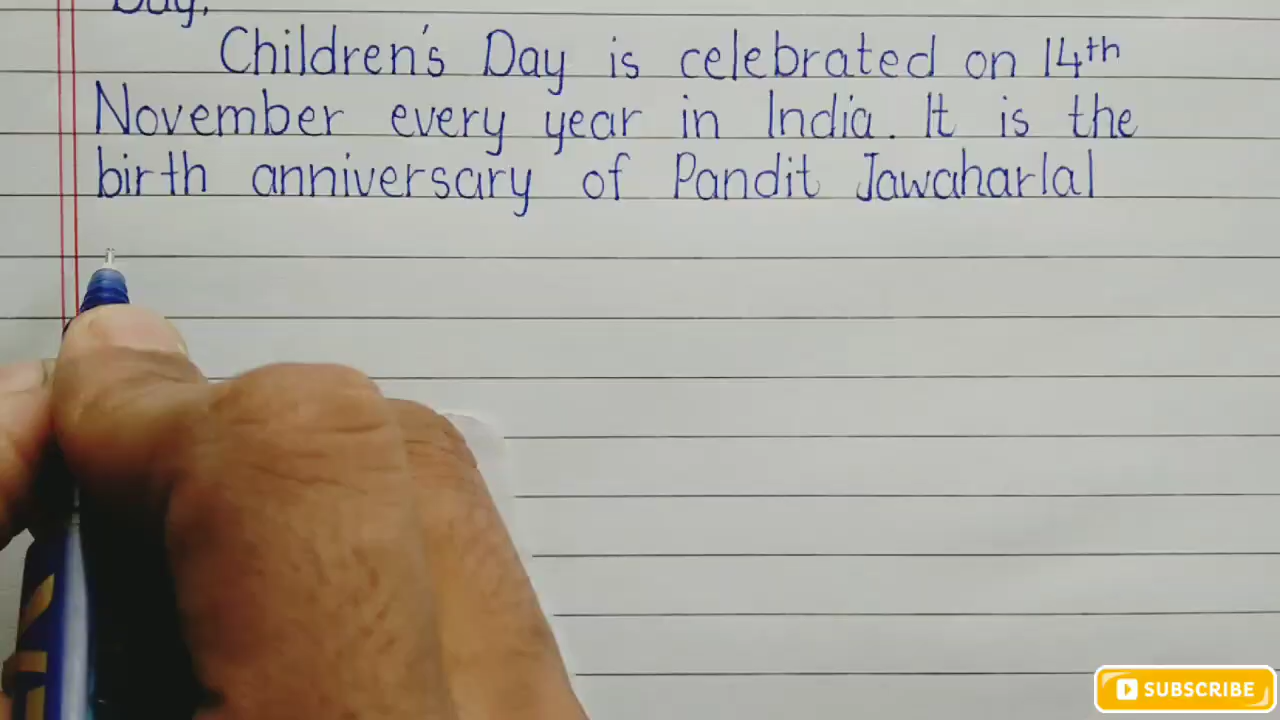 Day.
Children's Day is celebrated on 14th
November every year in India. It is the
birth anniversary of Pandit Jawaharlal
SUBSCRIBE